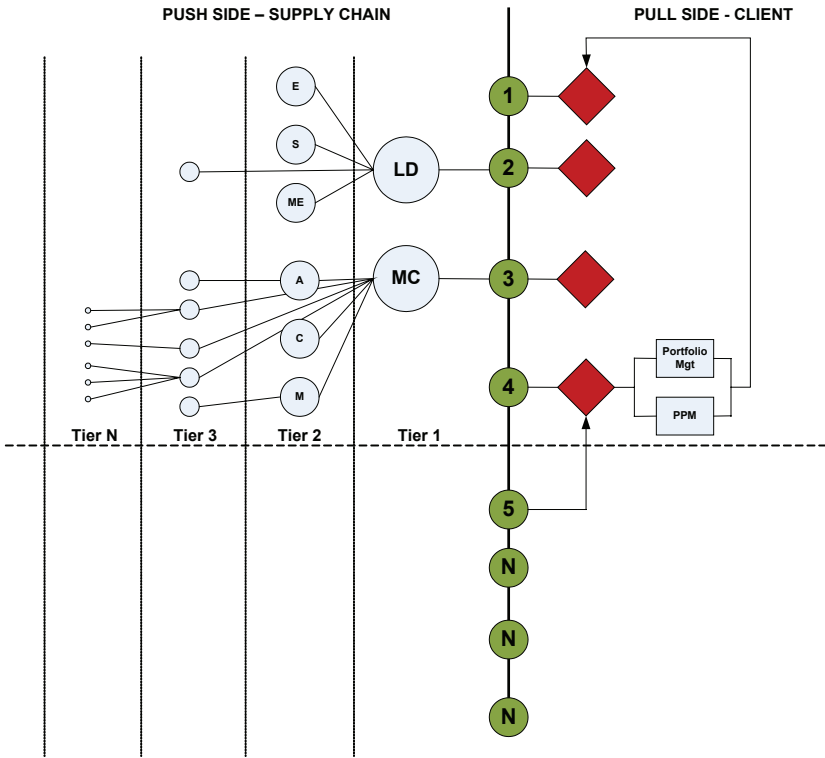 PUSH SIDE – SUPPLY CHAIN
PULL SIDE - CLIENT
E
1
S
LD
2
ME
A
MC
3
C
Portfolio
Mgt
4
M
PPM
Tier N
Tier 3
Tier 2
Tier 1
5
N
N
N